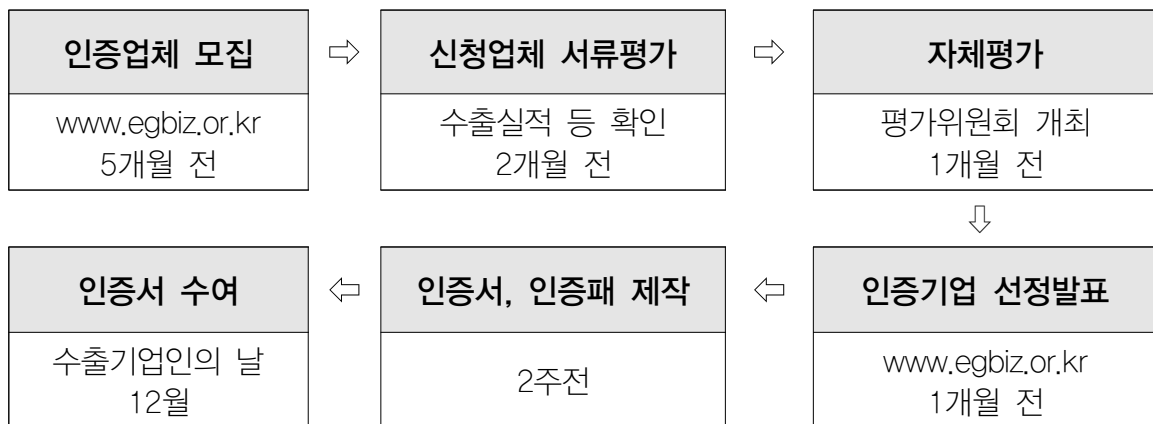 인증업체 모집
www.egbiz.or.kr
5개월 전
⇨
신청업체 서류평가
수출실적 등 확인
2개월 전
⇨
자체평가
평가위원회 개최
1개월 전
⇩
인증기업 선정발표
www.egbiz.or.kr
1개월 전
⇦
인증서, 인증패 제작
2주전
⇦
인증서 수여
수출기업인의 날
12월